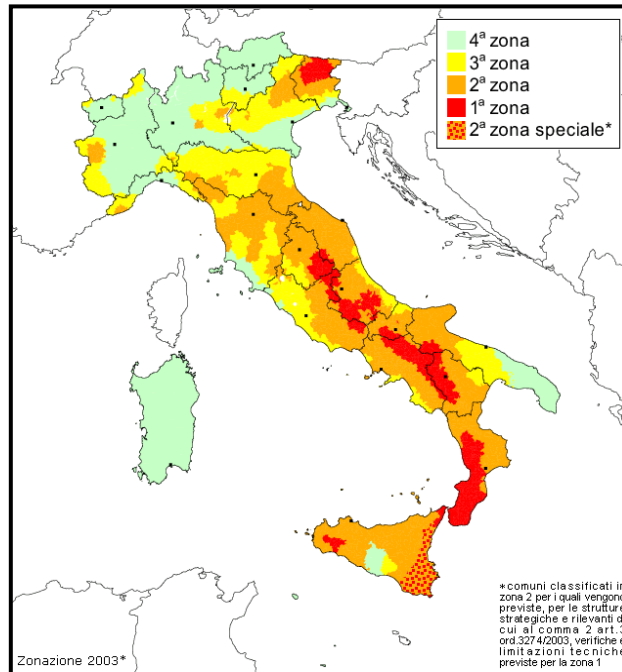 4ª zona
3ª zona
2ª zona
1ª zona
2ª zona speciale*
Zonazione 2003*
*comuni classificati in
zona 2 per i quali vengono
previste, per le strutture
strategiche e rilevanti di
cui al comma 2 art.3
ord.3274/2003, verifiche e
limitazioni tecniche
previste per la zona 1